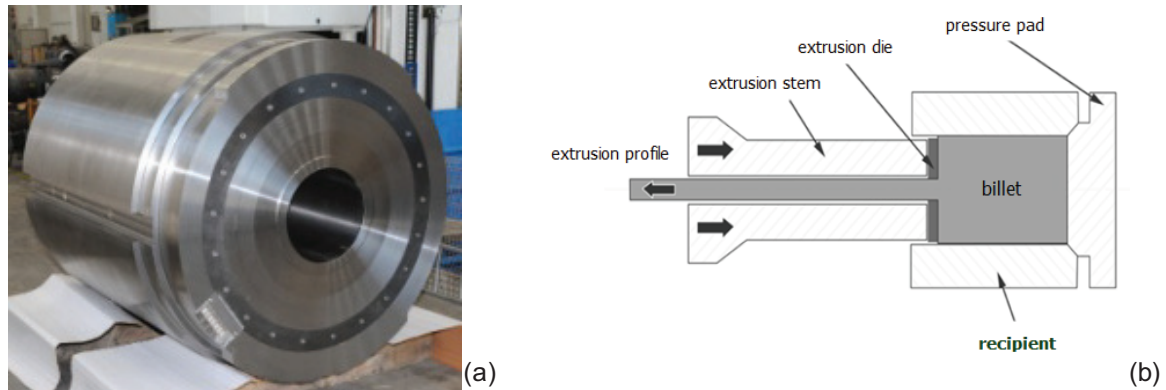 pressure pad
extrusion die
extrusion stem
extrusion profile
billet
recipient
(a)
(b)